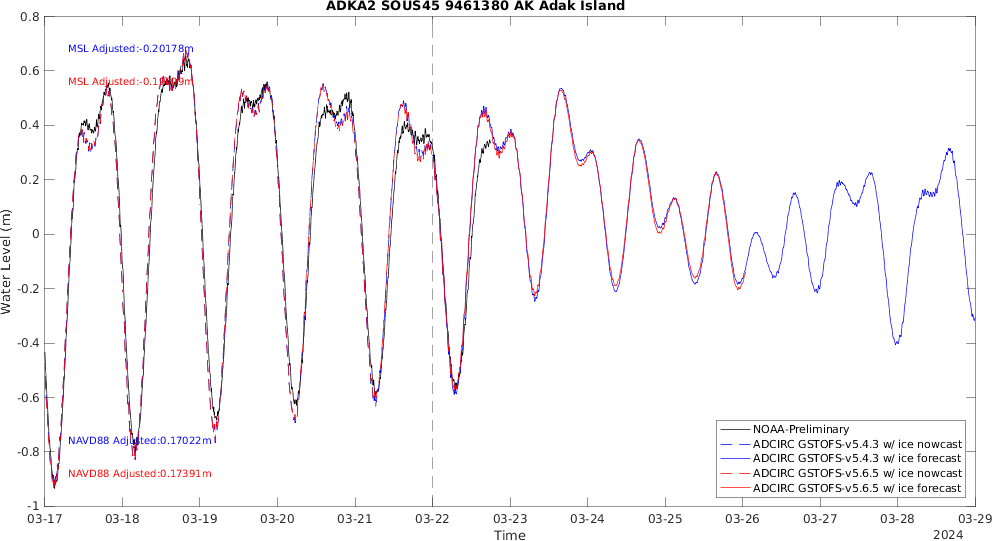 ADKA2 SOUS45 9461380 AK Adak Island
MSL Adjusted:-0.20178m
MSL
NAVD88 Adjusted:0.17022m
NAVD88 Adjusted:0.17391m
Water Level (m)
0.8
0.6
0.4
0.2
0
-0.2
-0.4
-0.6
-0.8
-1
NOAA-Preliminary
ADCIRC GSTOFS-v5.4.3 w/ ice nowcast
ADCIRC GSTOFS-v5.4.3 w/ ice forecast
ADCIRC GSTOFS-v5.6.5 w/ ice nowcast
ADCIRC GSTOFS-v5.6.5 w/ ice forecast
03-17 03-18 03-19 03-20 03-21 03-22 03-23 03-24 03-25 03-26 03-27 03-28 03-29
Time
2024